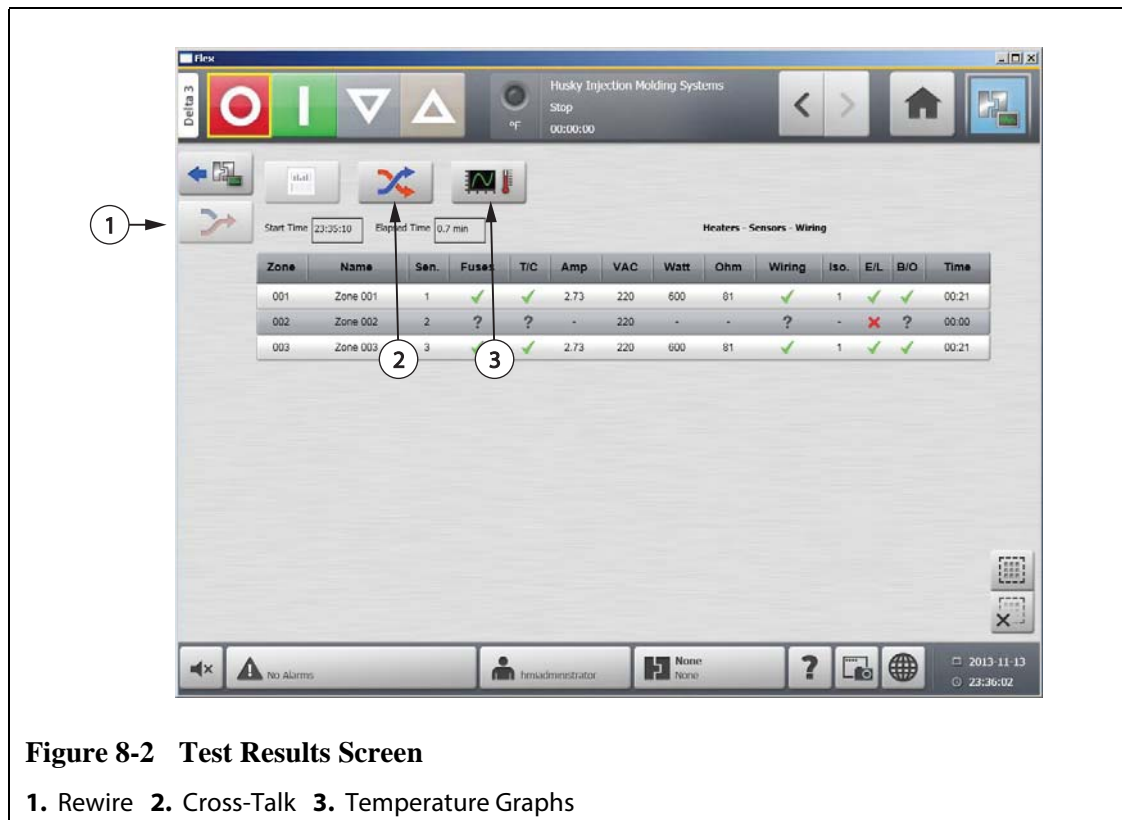 Flex
Delta 3
°F
Husky Injection Molding Systems
Stop
00:00:00
1
Start Time 23:35:10 Elapsed Time 0.7 min
Heaters - Sensors - Wiring
Zone Name Sen. Fuses T/C Amp VAC Watt Ohm Wiring Iso. E/L B/O Time
001 Zone 001 1 ✓ ✓ 2.73 220 600 81 ✓ 1 ✓ ✓ 00:21
002 Zone 002 2 ? ? - 220 - - ? - ✗ ? 00:00
003 Zone 003 3 ✓ ✓ 2.73 220 600 81 ✓ 1 ✓ ✓ 00:21
2
3
No Alarms
hmsadministrator
None
None
?
2013-11-13
23:36:02
Figure 8-2 Test Results Screen
1. Rewire 2. Cross-Talk 3. Temperature Graphs